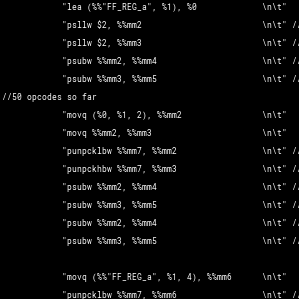 "lea (%%"FF_REG_a", %1), %0 \n\t"
"psllw $2, %%mm2 \n\t" //
"psllw $2, %%mm3 \n\t" //
"psubw %%mm2, %%mm4 \n\t" //
"psubw %%mm3, %%mm5 \n\t" //
//50 opcodes so far
"movq (%0, %1, 2), %%mm2 \n\t"
"movq %%mm2, %%mm3 \n\t"
"punpcklbw %%mm7, %%mm2 \n\t" //
"punpckhbw %%mm7, %%mm3 \n\t" //
"psubw %%mm2, %%mm4 \n\t" //
"psubw %%mm3, %%mm5 \n\t" //
"psubw %%mm2, %%mm4 \n\t" //
"psubw %%mm3, %%mm5 \n\t" //
"movq (%%"FF_REG_a", %1, 4), %%mm6 \n\t"
"punpcklbw %%mm7, %%mm6 \n\t" //